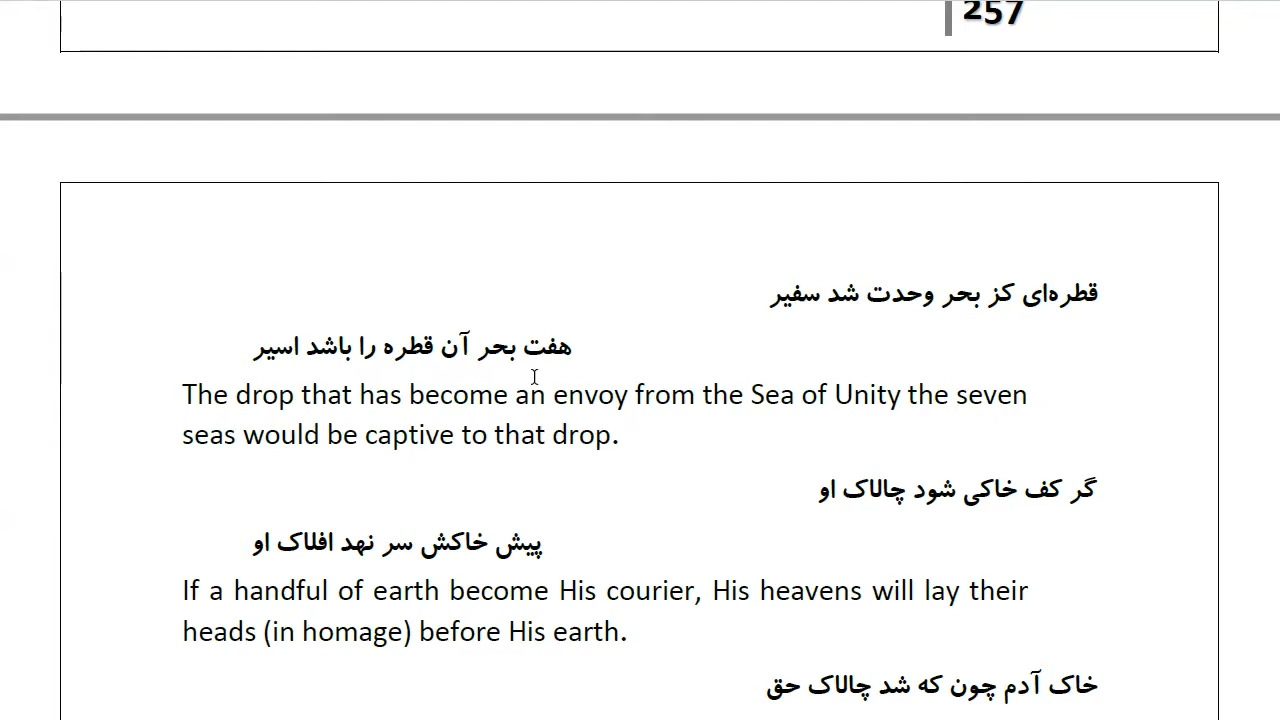 257
قطره‌ای کز بحر وحدت شد سفیر
هفت بحر آن قطره را باشد اسیر
The drop that has become an envoy from the Sea of Unity the seven
seas would be captive to that drop.
گر کف خاکی شود چالاک او
پیش خاکش سر نهد افلاک او
If a handful of earth become His courier, His heavens will lay their
heads (in homage) before His earth.
خاک آدم چون که شد چالاک حق